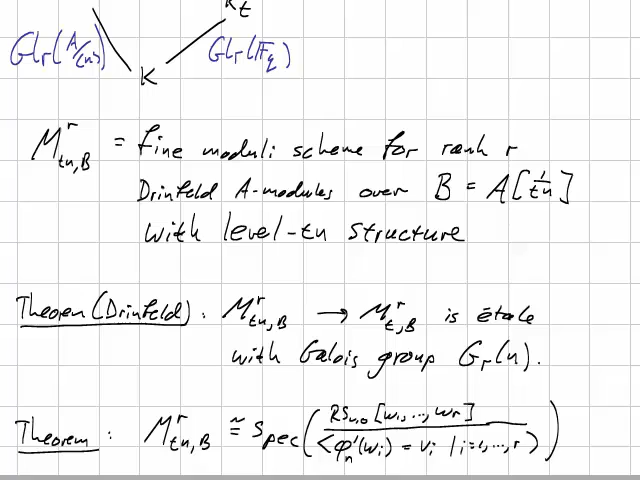 K_t
Gl_r(A/(n)) Gl_r(𝔽_q)
K
M^r_{tn,B} = fine moduli scheme for rank r
Drinfeld A-modules over B = A[1/tn]
with level-tn structure
Theorem (Drinfeld): M^r_{tn,B} → M^r_{t,B} is étale
with Galois group G_r(n).
Theorem: M^r_{tn,B} ≅ Spec(RS_{r,0}[w_1,...,w_r] / <φ'_n(w_i) = v_i | i=1,...,r>)